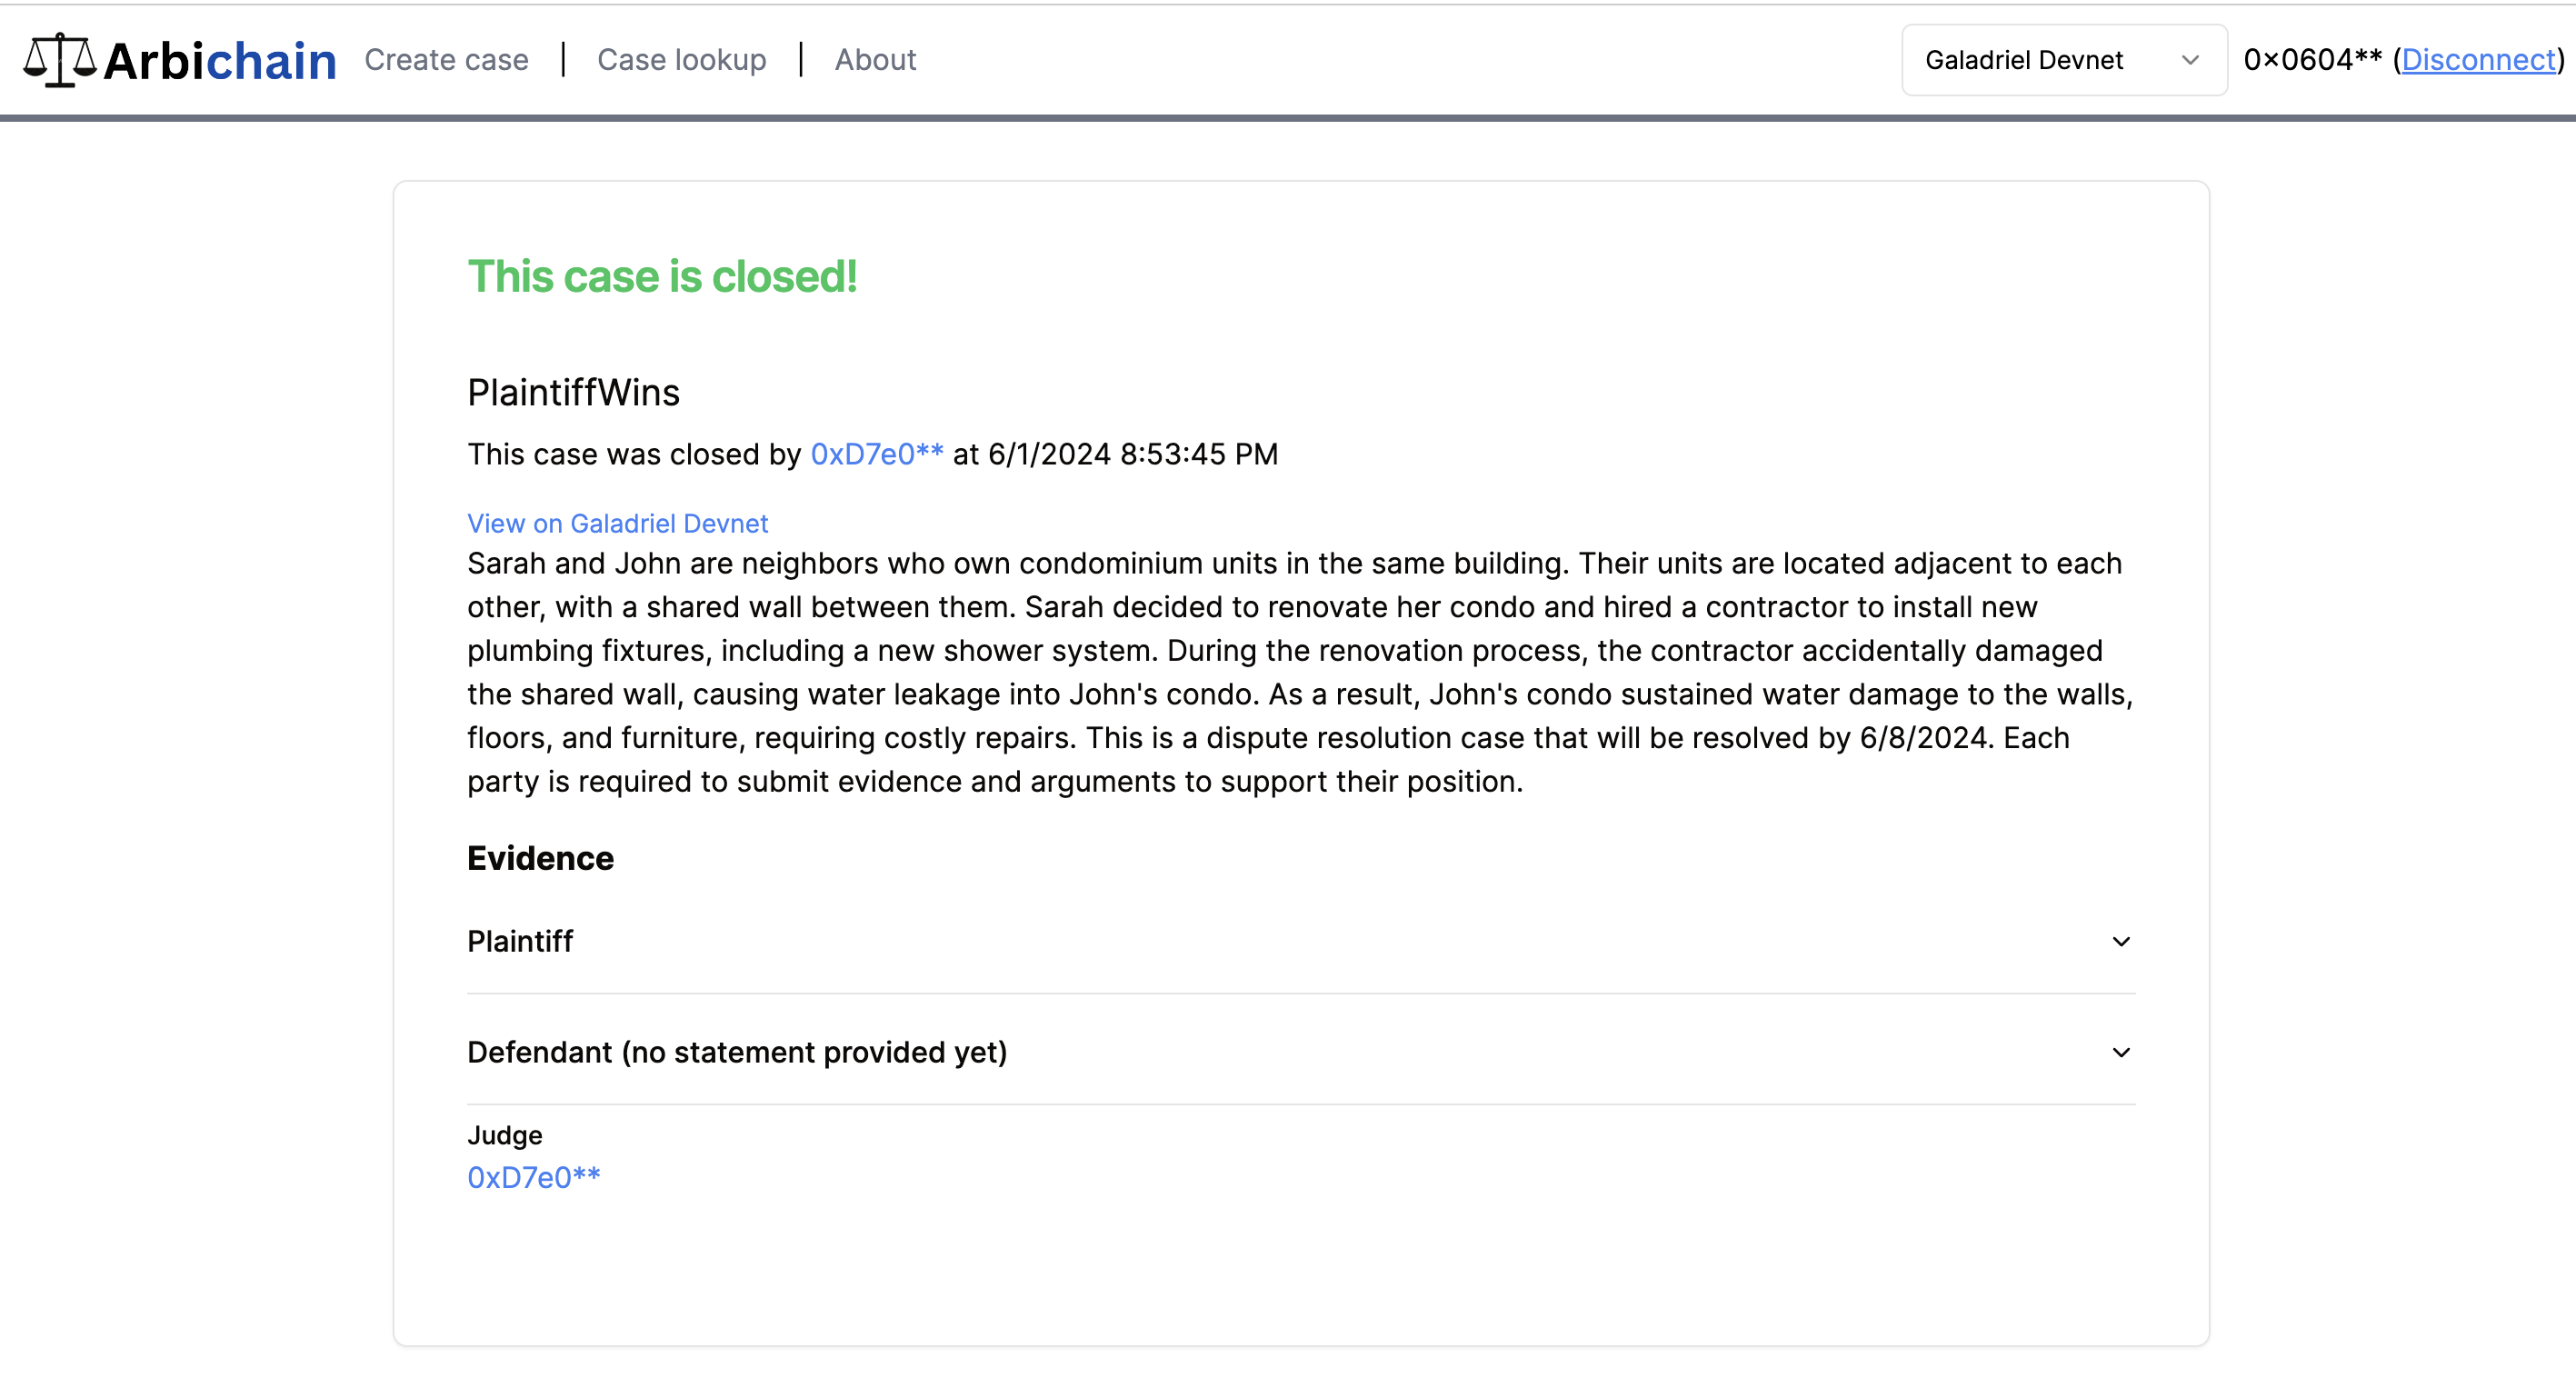 Arbichain Create case | Case lookup | About Galadriel Devnet 0×0604** (Disconnect)
This case is closed!
PlaintiffWins
This case was closed by 0xD7e0** at 6/1/2024 8:53:45 PM
View on Galadriel Devnet
Sarah and John are neighbors who own condominium units in the same building. Their units are located adjacent to each
other, with a shared wall between them. Sarah decided to renovate her condo and hired a contractor to install new
plumbing fixtures, including a new shower system. During the renovation process, the contractor accidentally damaged
the shared wall, causing water leakage into John's condo. As a result, John's condo sustained water damage to the walls,
floors, and furniture, requiring costly repairs. This is a dispute resolution case that will be resolved by 6/8/2024. Each
party is required to submit evidence and arguments to support their position.
Evidence
Plaintiff
Defendant (no statement provided yet)
Judge
0xD7e0**